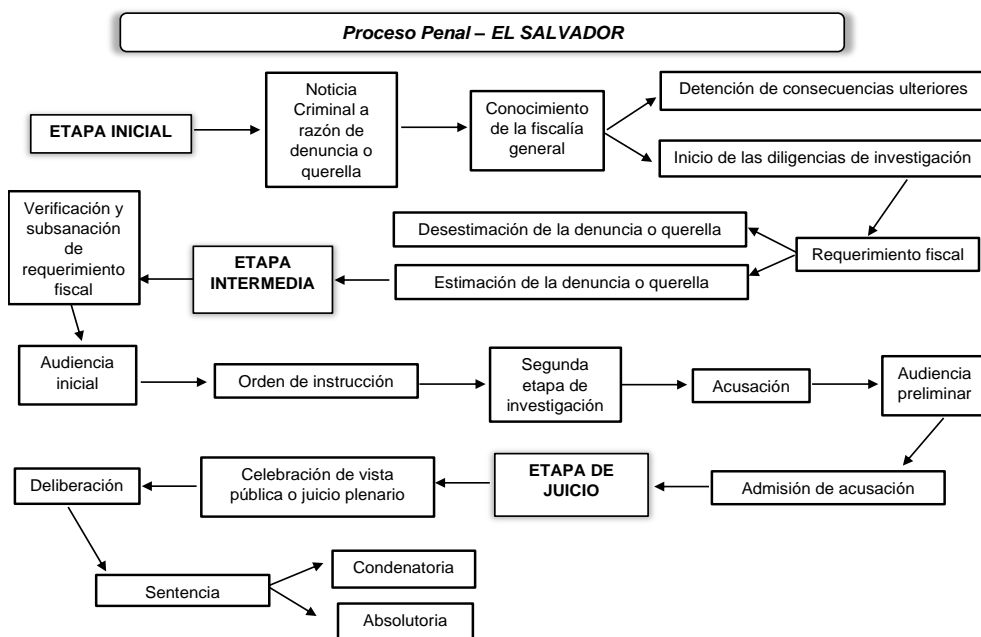 Proceso Penal – EL SALVADOR
ETAPA INICIAL
Noticia
Criminal a
razón de
denuncia o
querella
Conocimiento
de la fiscalía
general
Detención de consecuencias ulteriores
Inicio de las diligencias de investigación
Requerimiento fiscal
Desestimación de la denuncia o querella
Estimación de la denuncia o querella
ETAPA
INTERMEDIA
Verificación y
subsanación
de
requerimiento
fiscal
Audiencia
inicial
Orden de instrucción
Segunda
etapa de
investigación
Acusación
Audiencia
preliminar
Admisión de acusación
ETAPA DE
JUICIO
Celebración de vista
pública o juicio plenario
Deliberación
Sentencia
Condenatoria
Absolutoria